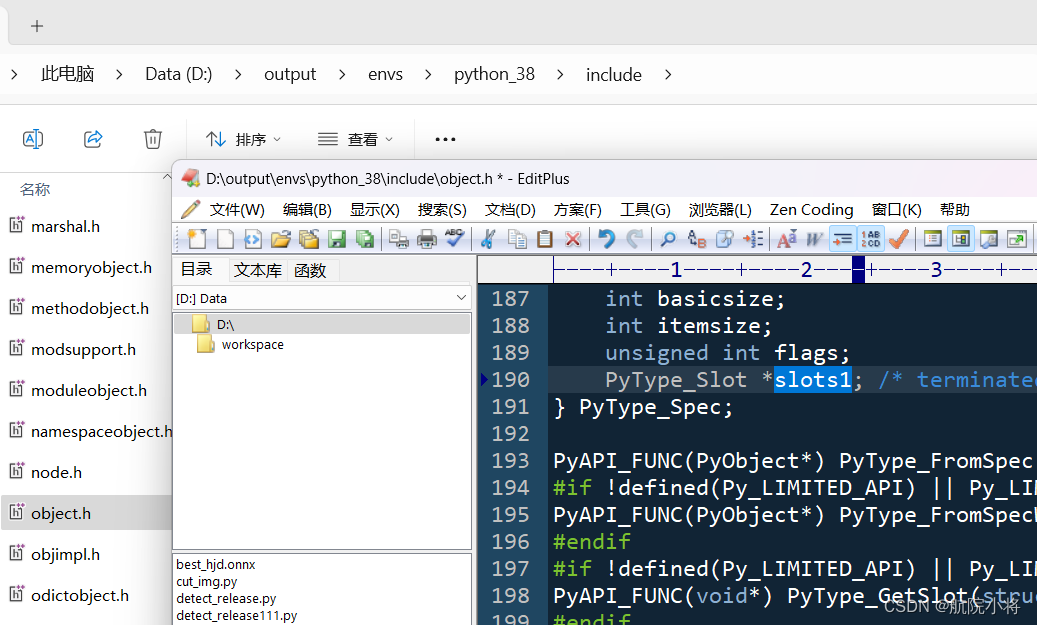 此电脑 > Data (D:) > output > envs > python_38 > include >
排序 查看 •••
名称
marshal.h
memoryobject.h
methodobject.h
modsupport.h
moduleobject.h
namespaceobject.h
node.h
object.h
objimpl.h
odictobject.h
D:\output\envs\python_38\include\object.h * - EditPlus
文件(W) 编辑(B) 显示(X) 搜索(S) 文档(D) 方案(F) 工具(G) 浏览器(L) Zen Coding 窗口(K) 帮助
目录 文本库 函数
[D:] Data
D:\
workspace
best_hjd.onnx
cut_img.py
detect_release.py
detect_release111.py
----+----1----+----2----+----3----+--
187 int basicsize;
188 int itemsize;
189 unsigned int flags;
190 PyType_Slot *slots1; /* terminate
191 } PyType_Spec;
192
193 PyAPI_FUNC(PyObject*) PyType_FromSpec
194 #if !defined(Py_LIMITED_API) || Py_LI
195 PyAPI_FUNC(PyObject*) PyType_FromSpec
196 #endif
197 #if !defined(Py_LIMITED_API) || Py_LI
198 PyAPI_FUNC(void*) PyType_GetSlot(stru
199 #endif
CSDN @航院小将